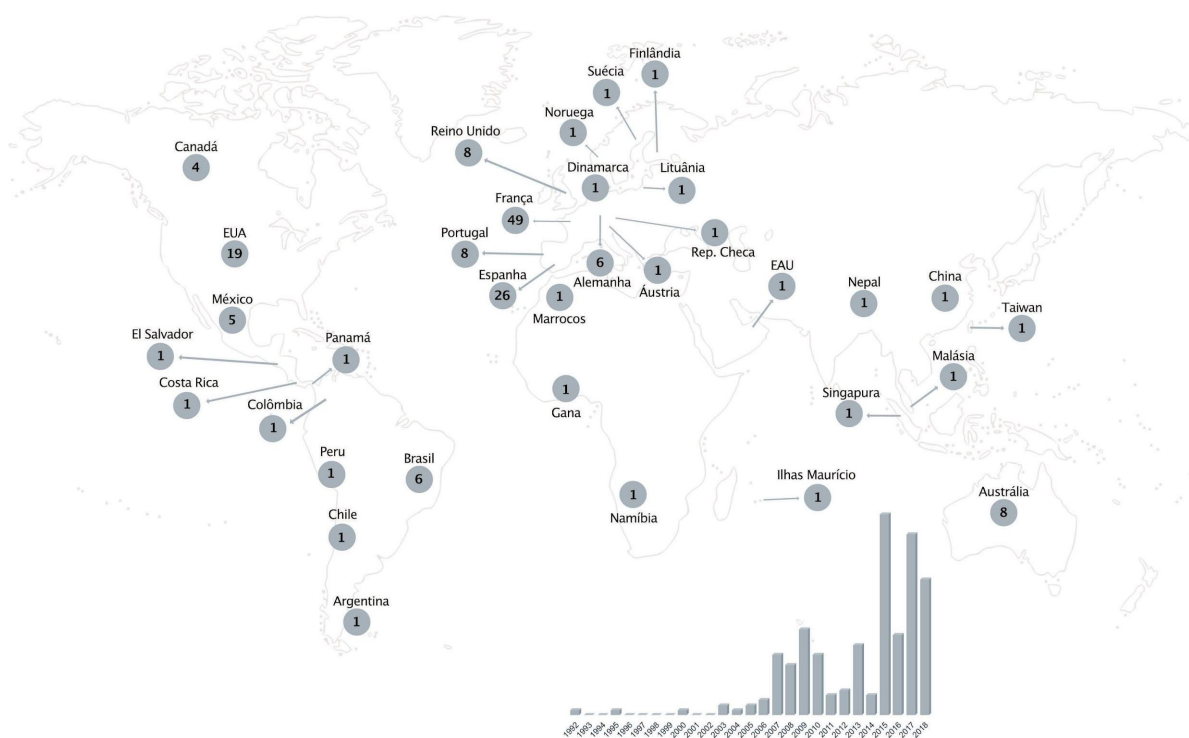 Finlândia
1
Suécia
1
Noruega
1
Reino Unido
8
Dinamarca
1
Lituânia
1
Canadá
4
França
49
EUA
19
Portugal
8
1
Rep. Checa
Espanha
26
6
Alemanha
1
Áustria
1
Marrocos
EAU
1
Nepal
1
China
1
Taiwan
1
México
5
El Salvador
1
Panamá
1
Costa Rica
1
Colômbia
1
1
Gana
Malásia
1
Singapura
1
Peru
1
Brasil
6
1
Namíbia
Ilhas Maurício
1
Austrália
8
Chile
1
Argentina
1
1992
1993
1994
1995
1996
1997
1998
1999
2000
2001
2002
2003
2004
2005
2006
2007
2008
2009
2010
2011
2012
2013
2014
2015
2016
2017
2018